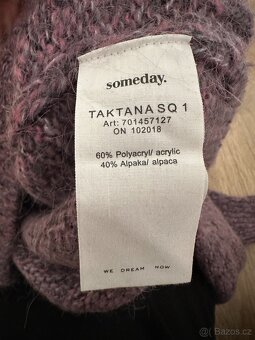 someday.
TAKTANA SQ 1
Art: 701457127
ON 102018
60% Polyacryl/ acrylic
40% Alpaka/ alpaca
WE DREAM NOW
Bazos.cz